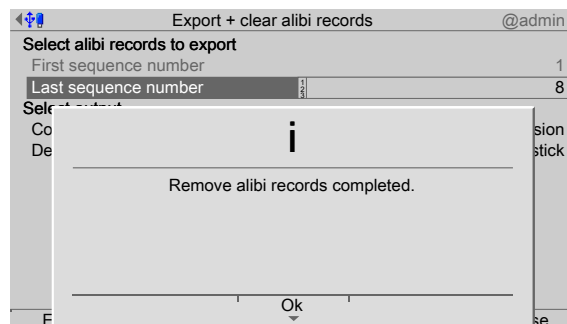 Export + clear alibi records @admin
Select alibi records to export
First sequence number 1
Last sequence number 8
i
Remove alibi records completed.
Ok